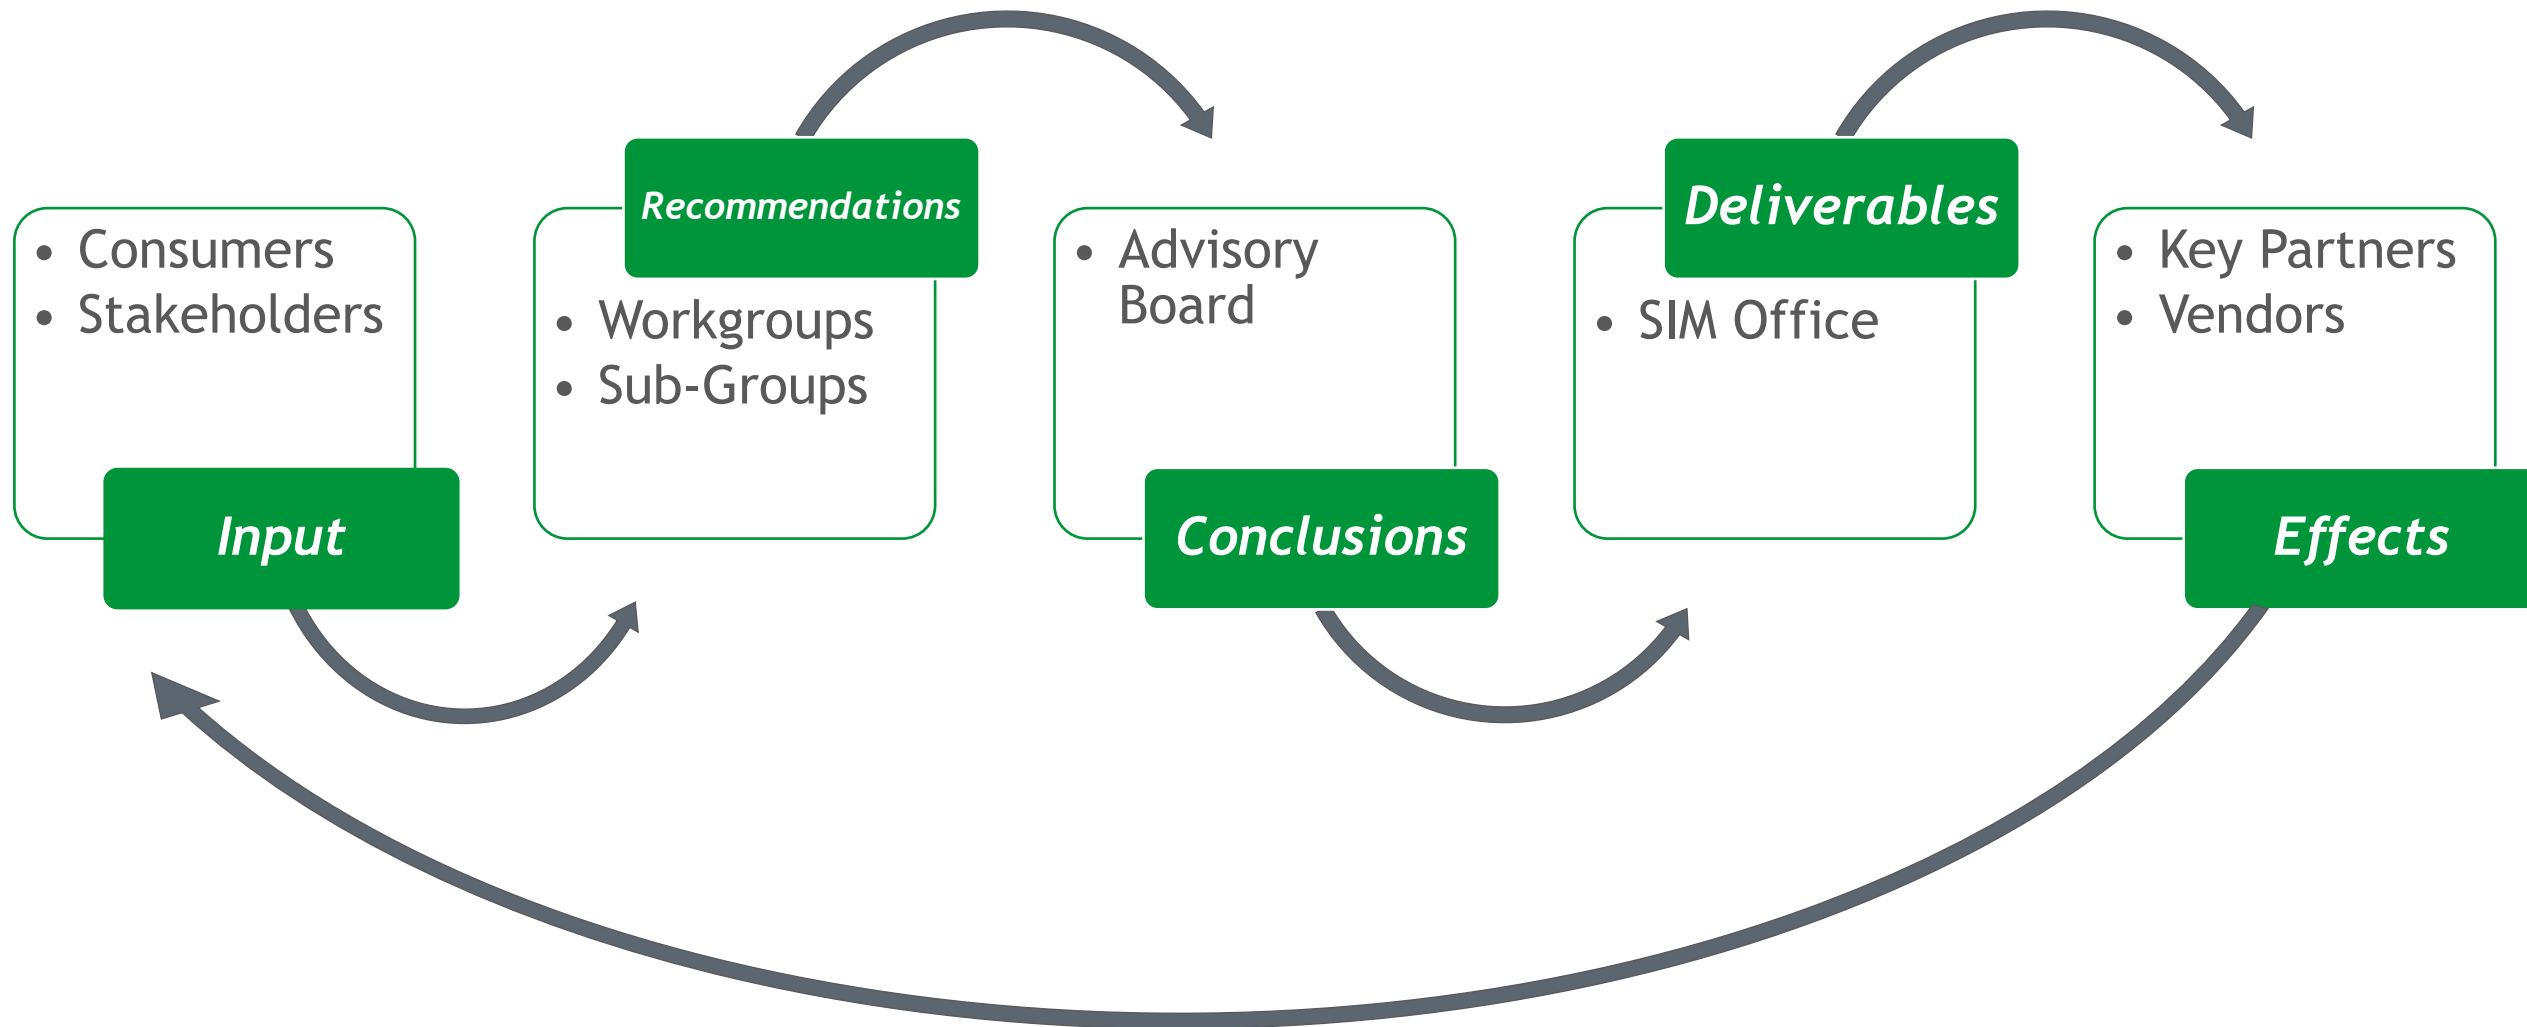 • Consumers
• Stakeholders
Input
Recommendations
• Workgroups
• Sub-Groups
• Advisory
Board
Conclusions
Deliverables
• SIM Office
• Key Partners
• Vendors
Effects